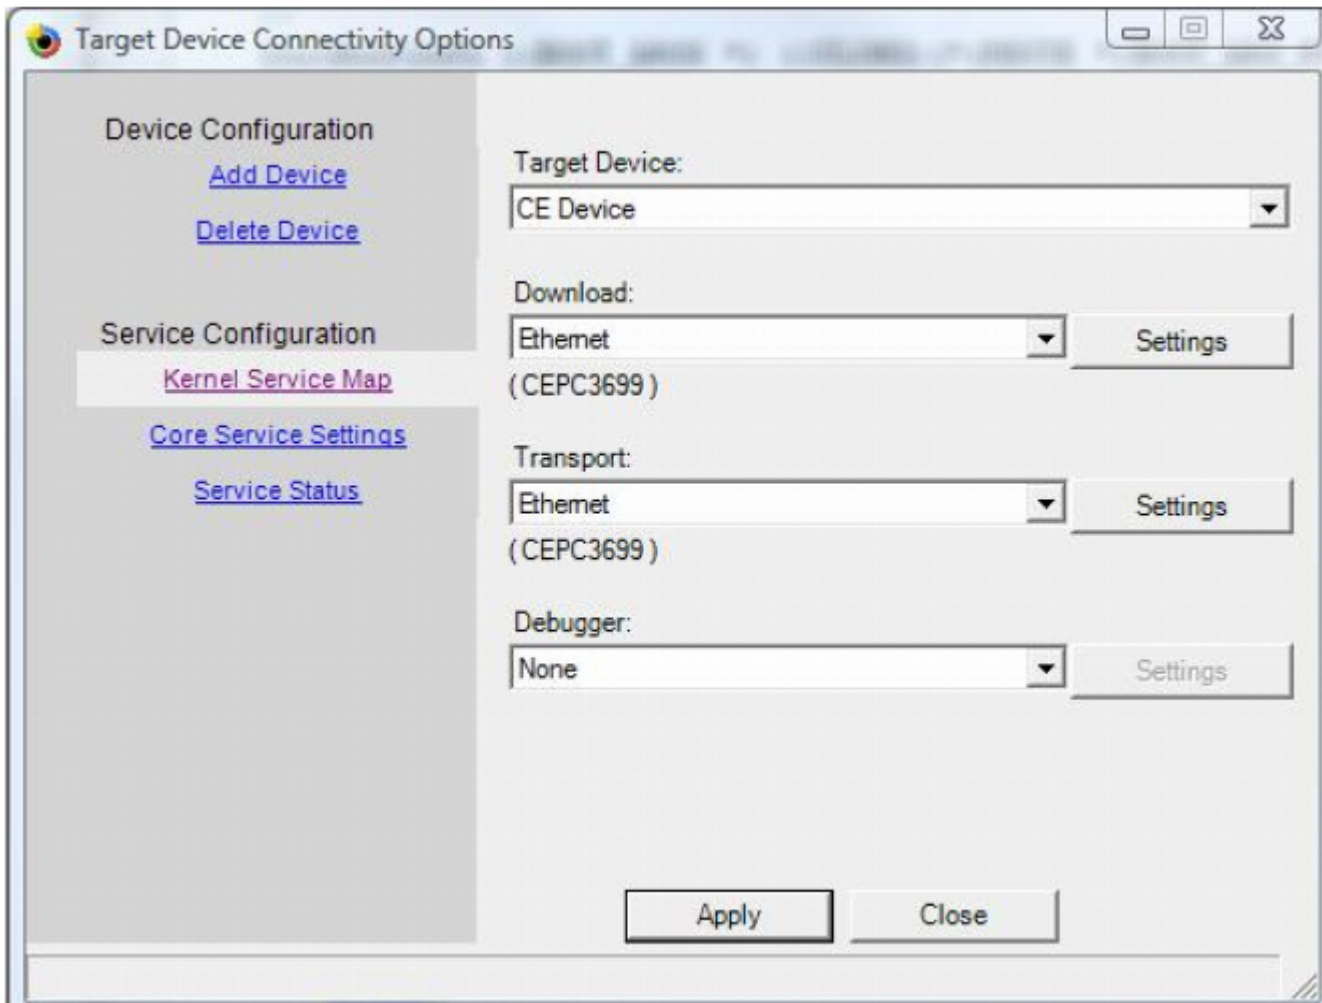 Target Device Connectivity Options
Device Configuration
Add Device
Delete Device
Service Configuration
Kernel Service Map
Core Service Settings
Service Status
Target Device:
CE Device
Download:
Ethernet
Settings
(CEPC3699)
Transport:
Ethernet
Settings
(CEPC3699)
Debugger:
None
Settings
Apply
Close